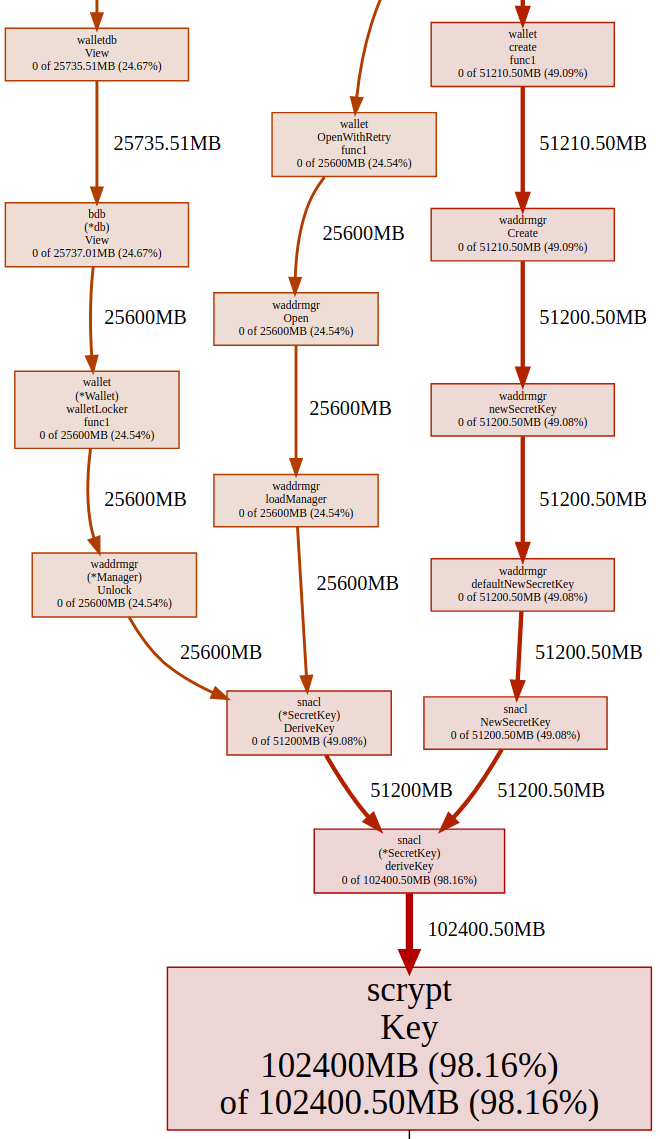 walletdb
View
0 of 25735.51MB (24.67%)
wallet
create
func1
0 of 51210.50MB (49.09%)
wallet
OpenWithRetry
func1
0 of 25600MB (24.54%)
25735.51MB
51210.50MB
bdb
(*db)
View
0 of 25737.01MB (24.67%)
25600MB
waddrmgr
Create
0 of 51210.50MB (49.09%)
waddrmgr
Open
0 of 25600MB (24.54%)
25600MB
51200.50MB
wallet
(*Wallet)
walletLocker
func1
0 of 25600MB (24.54%)
25600MB
waddrmgr
newSecretKey
0 of 51200.50MB (49.08%)
25600MB
waddrmgr
loadManager
0 of 25600MB (24.54%)
51200.50MB
waddrmgr
(*Manager)
Unlock
0 of 25600MB (24.54%)
25600MB
waddrmgr
defaultNewSecretKey
0 of 51200.50MB (49.08%)
25600MB
51200.50MB
snacl
(*SecretKey)
DeriveKey
0 of 51200MB (49.08%)
snacl
NewSecretKey
0 of 51200.50MB (49.08%)
51200MB
51200.50MB
snacl
(*SecretKey)
deriveKey
0 of 102400.50MB (98.16%)
102400.50MB
scrypt
Key
102400MB (98.16%)
of 102400.50MB (98.16%)